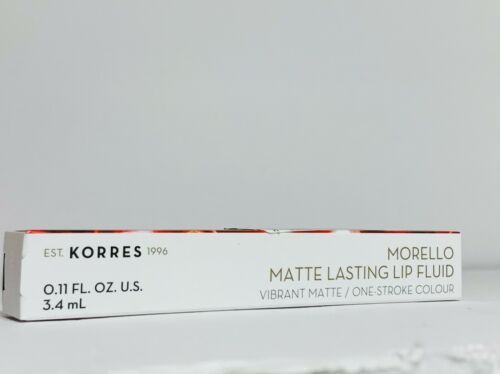 EST. KORRES 1996
0.11 FL. OZ. U.S.
3.4 mL
MORELLO
MATTE LASTING LIP FLUID
VIBRANT MATTE / ONE-STROKE COLOUR